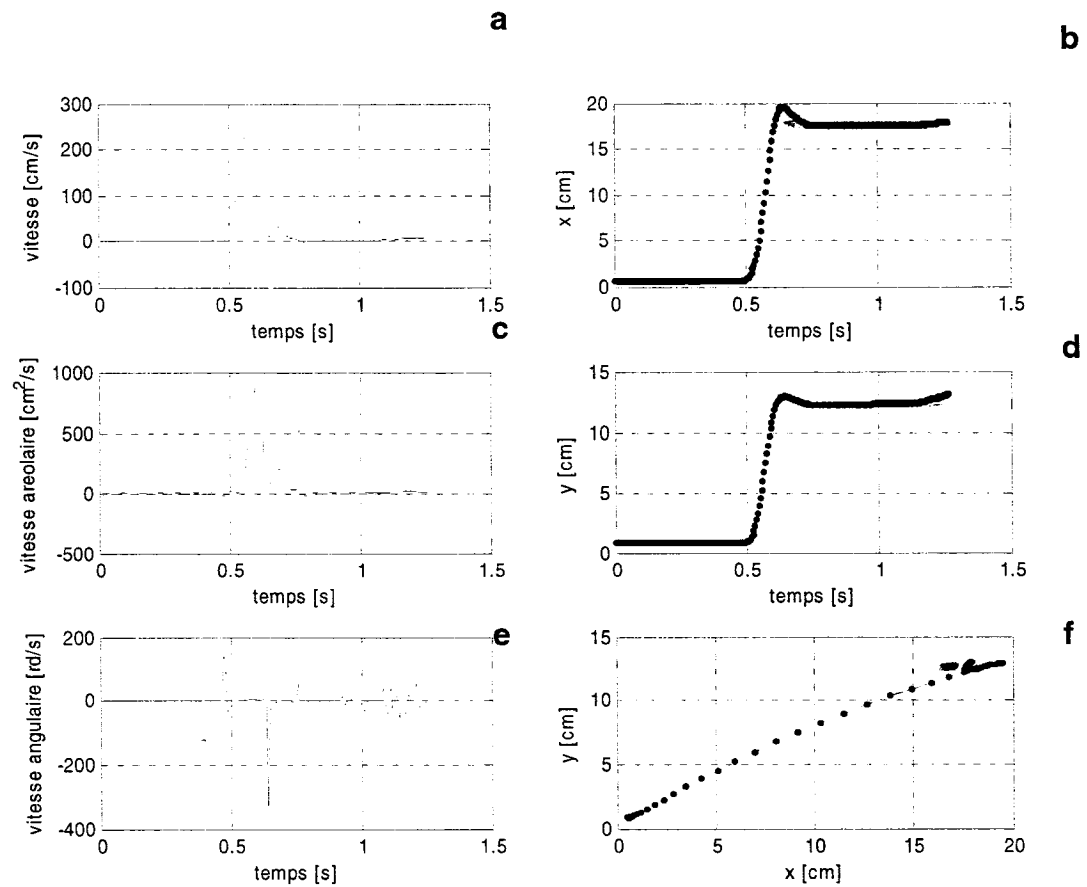 a
b
300
200
100
0
-100
vitesse [cm/s]
0 0.5 1 1.5
temps [s]
20
15
10
5
0
x [cm]
0 0.5 1 1.5
temps [s]
c
d
1000
500
0
-500
vitesse areolaire [cm²/s]
0 0.5 1 1.5
temps [s]
15
10
5
0
y [cm]
0 0.5 1 1.5
temps [s]
e
f
200
0
-200
-400
vitesse angulaire [rd/s]
0 0.5 1 1.5
temps [s]
15
10
5
0
y [cm]
0 5 10 15 20
x [cm]